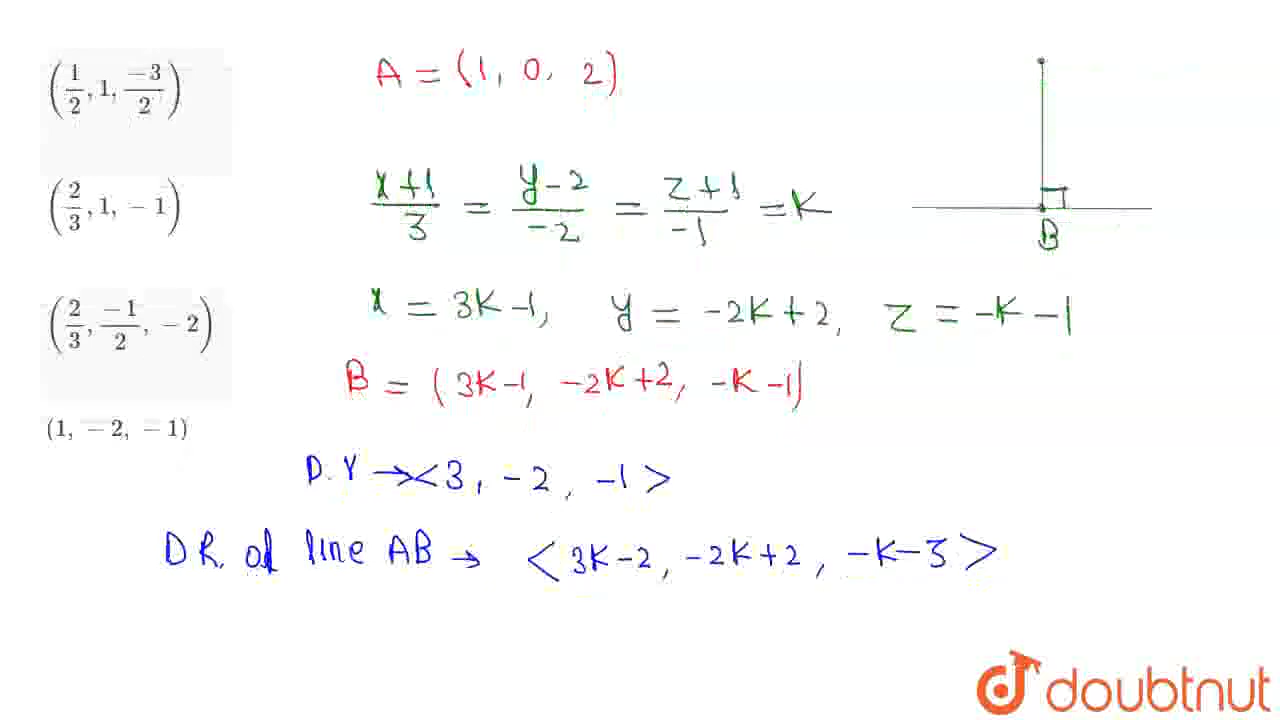 (1/2, 1, -3/2)
(2/3, 1, -1)
(2/3, -1/2, -2)
(1, -2, -1)
A = (1, 0, 2)
x+1/3 = y-2/-2 = z+1/-1 = K
x = 3K-1, y = -2K+2, z = -K-1
B = (3K-1, -2K+2, -K-1)
D.r → <3, -2, -1>
DR. of line AB → <3K-2, -2K+2, -K-3>
B
doubtnut